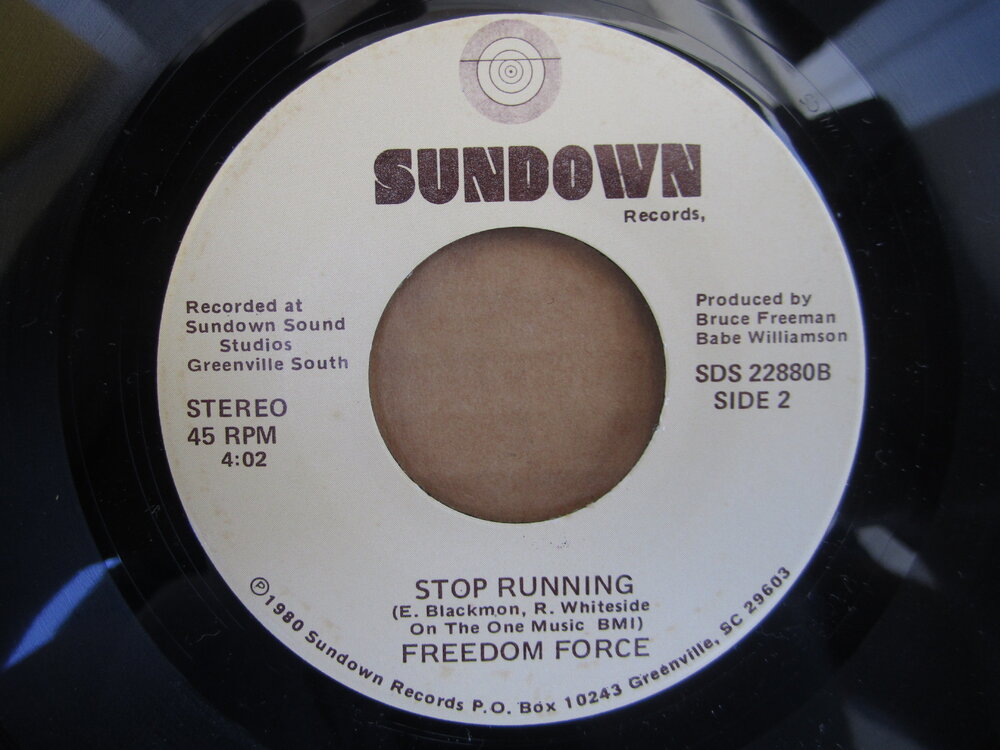 SUNDOWN
Records,
Recorded at
Sundown Sound
Studios
Greenville South
STEREO
45 RPM
4:02
Produced by
Bruce Freeman
Babe Williamson
SDS 22880B
SIDE 2
STOP RUNNING
(E. Blackmon, R. Whiteside
On The One Music BMI)
FREEDOM FORCE
℗1980 Sundown Records P.O. Box 10243 Greenville, SC 29603